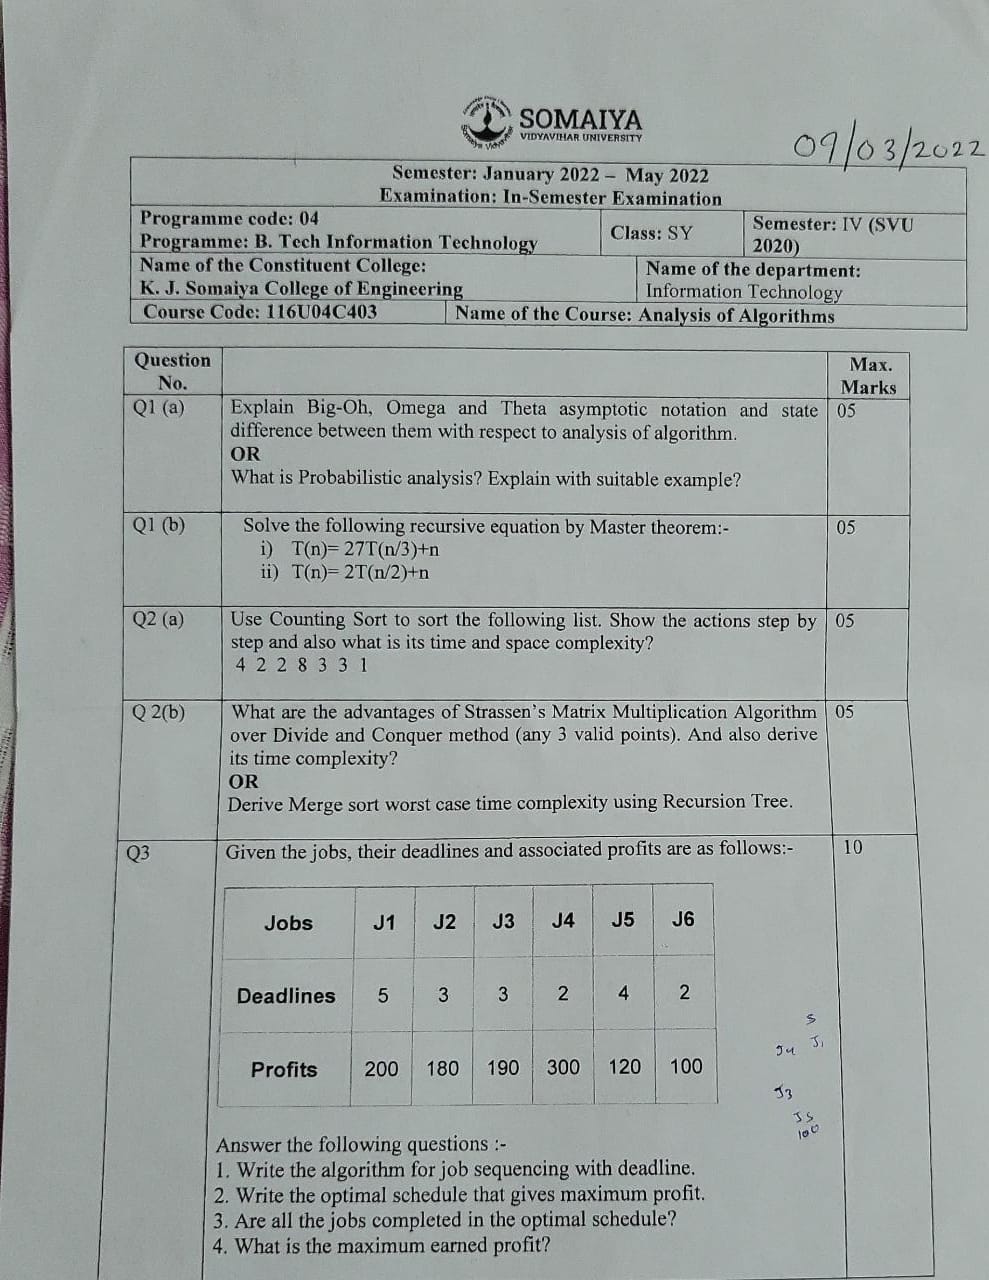 SOMAIYA
VIDYAVIHAR UNIVERSITY
09/03/2022
Semester: January 2022 – May 2022
Examination: In-Semester Examination
Programme code: 04
Programme: B. Tech Information Technology
Class: SY
Semester: IV (SVU
2020)
Name of the Constituent College:
K. J. Somaiya College of Engineering
Name of the department:
Information Technology
Course Code: 116U04C403
Name of the Course: Analysis of Algorithms
Question
No.
Max.
Marks
Q1 (a)
Explain Big-Oh, Omega and Theta asymptotic notation and state
05
difference between them with respect to analysis of algorithm.
OR
What is Probabilistic analysis? Explain with suitable example?
Q1 (b)
Solve the following recursive equation by Master theorem:-
05
i) T(n)= 27T(n/3)+n
ii) T(n)= 2T(n/2)+n
Q2 (a)
Use Counting Sort to sort the following list. Show the actions step by
05
step and also what is its time and space complexity?
4 2 2 8 3 3 1
Q 2(b)
What are the advantages of Strassen's Matrix Multiplication Algorithm
05
over Divide and Conquer method (any 3 valid points). And also derive
its time complexity?
OR
Derive Merge sort worst case time complexity using Recursion Tree.
Q3
Given the jobs, their deadlines and associated profits are as follows:-
10
Jobs J1 J2 J3 J4 J5 J6
Deadlines 5 3 3 2 4 2
Profits 200 180 190 300 120 100
5
J4 J1
J3
J5
100
Answer the following questions :-
1. Write the algorithm for job sequencing with deadline.
2. Write the optimal schedule that gives maximum profit.
3. Are all the jobs completed in the optimal schedule?
4. What is the maximum earned profit?